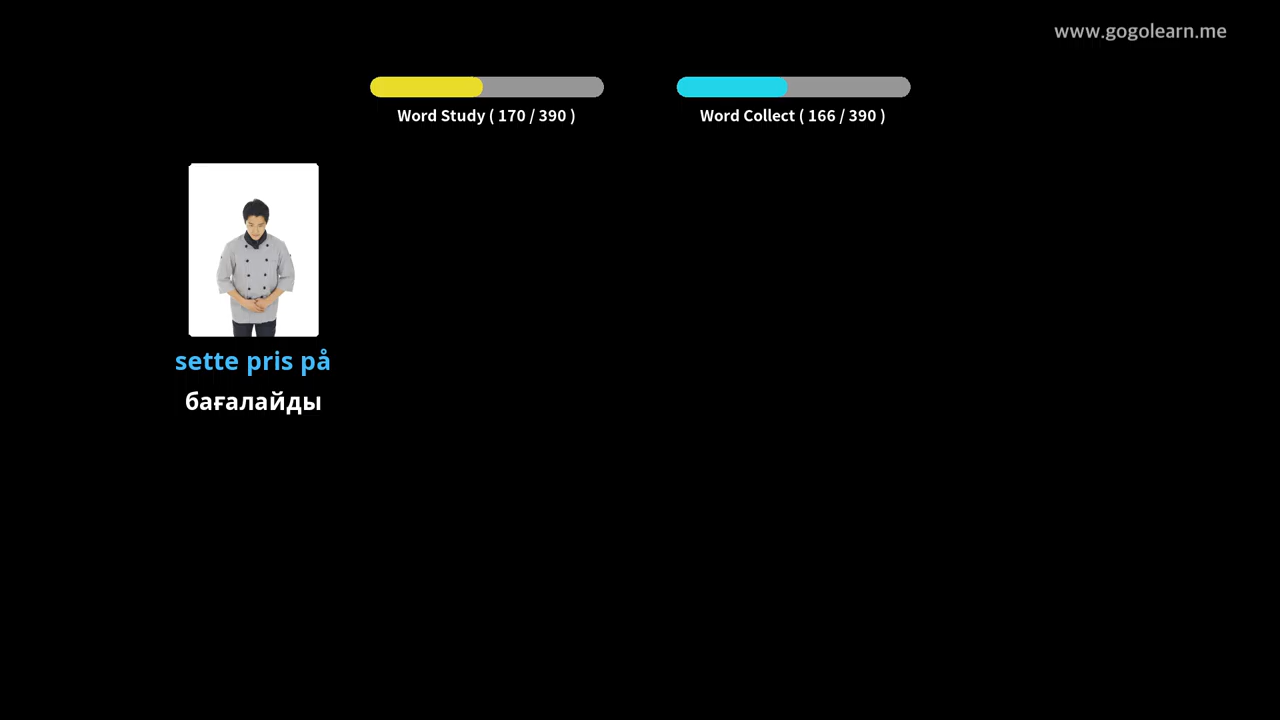 www.gogolearn.me
Word Study ( 170 / 390 )
Word Collect ( 166 / 390 )
sette pris på
бағалайды